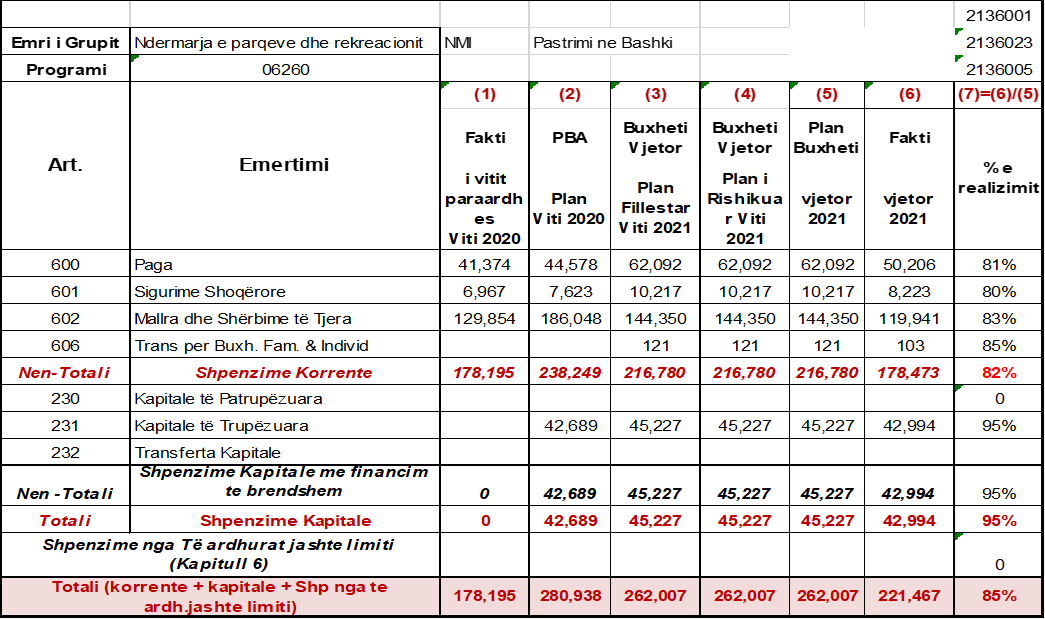 2136001
Emri i Grupit Ndermarja e parqeve dhe rekreacionit NMI Pastrimi ne Bashki 2136023
Programi 06260 2136005
(1) (2) (3) (4) (5) (6) (7)=(6)/(5)
Art. Emertimi Fakti i vitit paraardhes Viti 2020 PBA Plan Viti 2020 Buxheti Vjetor Plan Fillestar Viti 2021 Buxheti Vjetor Plan i Rishikuar Viti 2021 Plan Buxheti vjetor 2021 Fakti vjetor 2021 % e realizimit
600 Paga 41,374 44,578 62,092 62,092 62,092 50,206 81%
601 Sigurime Shoqërore 6,967 7,623 10,217 10,217 10,217 8,223 80%
602 Mallra dhe Shërbime të Tjera 129,854 186,048 144,350 144,350 144,350 119,941 83%
606 Trans per Buxh. Fam. & Individ 121 121 121 103 85%
Nen-Totali Shpenzime Korrente 178,195 238,249 216,780 216,780 216,780 178,473 82%
230 Kapitale të Patrupëzuara 0
231 Kapitale të Trupëzuara 42,689 45,227 45,227 45,227 42,994 95%
232 Transferta Kapitale
Nen -Totali Shpenzime Kapitale me financim te brendshem 0 42,689 45,227 45,227 45,227 42,994 95%
Totali Shpenzime Kapitale 0 42,689 45,227 45,227 45,227 42,994 95%
Shpenzime nga Të ardhurat jashte limiti (Kapitull 6) 0
Totali (korrente + kapitale + Shp nga te ardh.jashte limiti) 178,195 280,938 262,007 262,007 262,007 221,467 85%